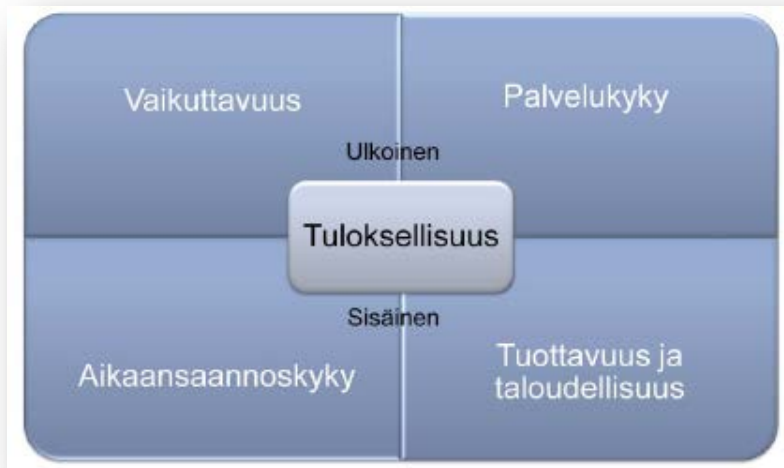 Vaikuttavuus
Palvelukyky
Ulkoinen
Tuloksellisuus
Sisäinen
Aikaansaannoskyky
Tuottavuus ja
taloudellisuus